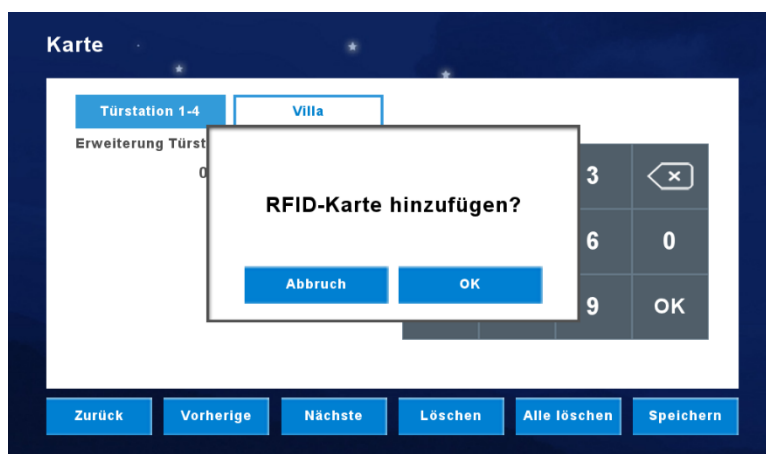 Karte
Türstation 1-4
Villa
Erweiterung Türst
0
RFID-Karte hinzufügen?
Abbruch
OK
3
6
0
9
OK
Zurück
Vorherige
Nächste
Löschen
Alle löschen
Speichern